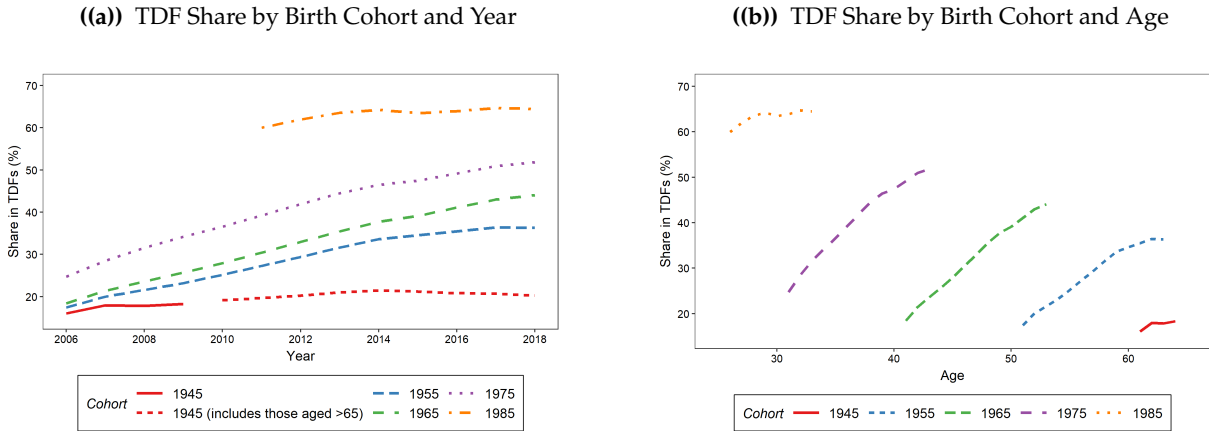 ((a)) TDF Share by Birth Cohort and Year
70
60
50
40
30
20
Share in TDFs (%)
2006 2008 2010 2012 2014 2016 2018
Year
Cohort
1945
1945 (includes those aged >65)
1955
1965
1975
1985
((b)) TDF Share by Birth Cohort and Age
70
60
50
40
30
20
Share in TDFs (%)
30 40 50 60
Age
Cohort 1945 1955 1965 1975 1985